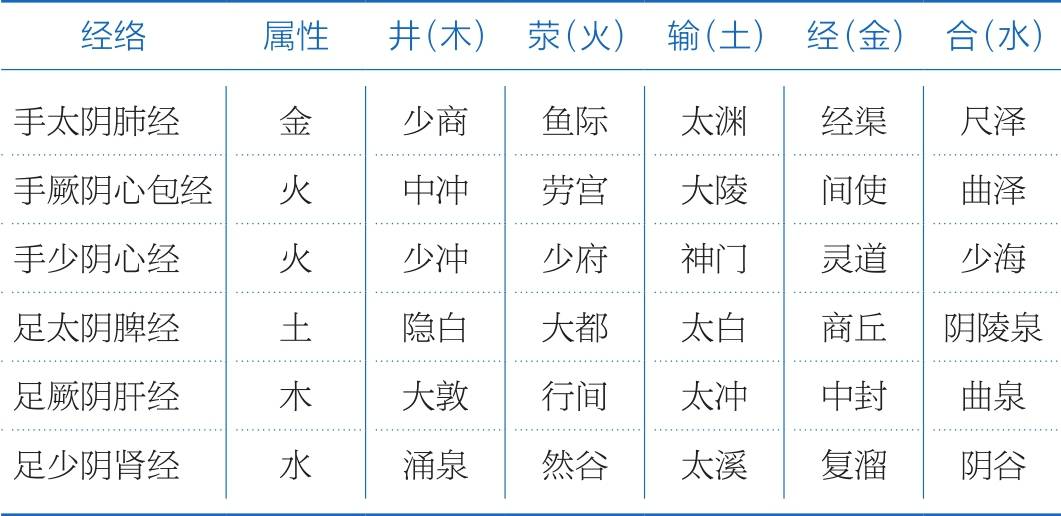 经络 属性 井(木) 荥(火) 输(土) 经(金) 合(水)
手太阴肺经 金 少商 鱼际 太渊 经渠 尺泽
手厥阴心包经 火 中冲 劳宫 大陵 间使 曲泽
手少阴心经 火 少冲 少府 神门 灵道 少海
足太阴脾经 土 隐白 大都 太白 商丘 阴陵泉
足厥阴肝经 木 大敦 行间 太冲 中封 曲泉
足少阴肾经 水 涌泉 然谷 太溪 复溜 阴谷